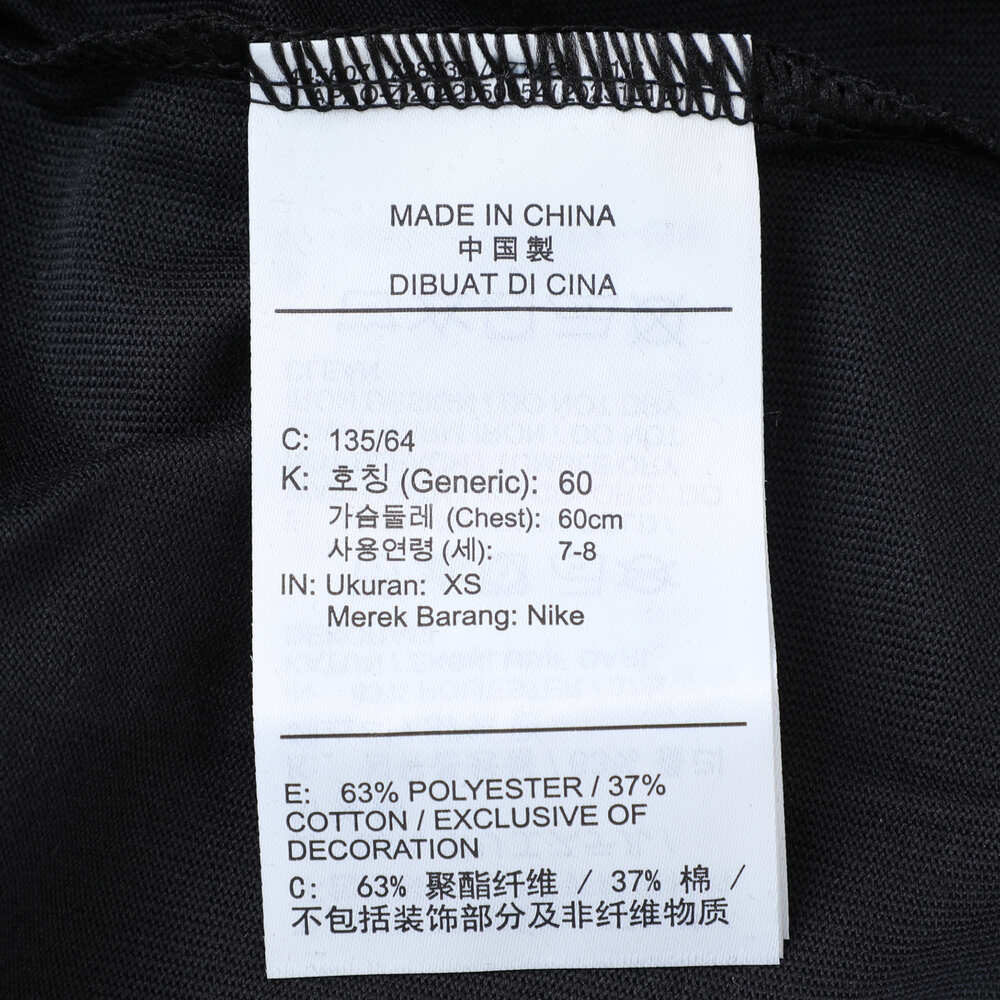 MADE IN CHINA
中国製
DIBUAT DI CINA
C: 135/64
K: 호칭 (Generic): 60
가슴둘레 (Chest): 60cm
사용연령 (세): 7-8
IN: Ukuran: XS
Merek Barang: Nike
E: 63% POLYESTER / 37%
COTTON / EXCLUSIVE OF
DECORATION
C: 63% 聚酯纤维 / 37% 棉 /
不包括装饰部分及非纤维物质